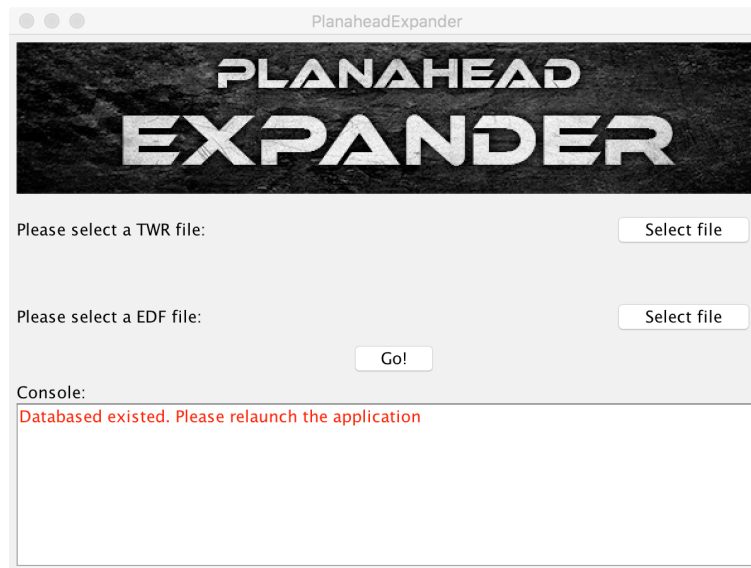 PlanaheadExpander
PLANAHEAD
EXPANDER
Please select a TWR file:
Select file
Please select a EDF file:
Select file
Go!
Console:
Databased existed. Please relaunch the application